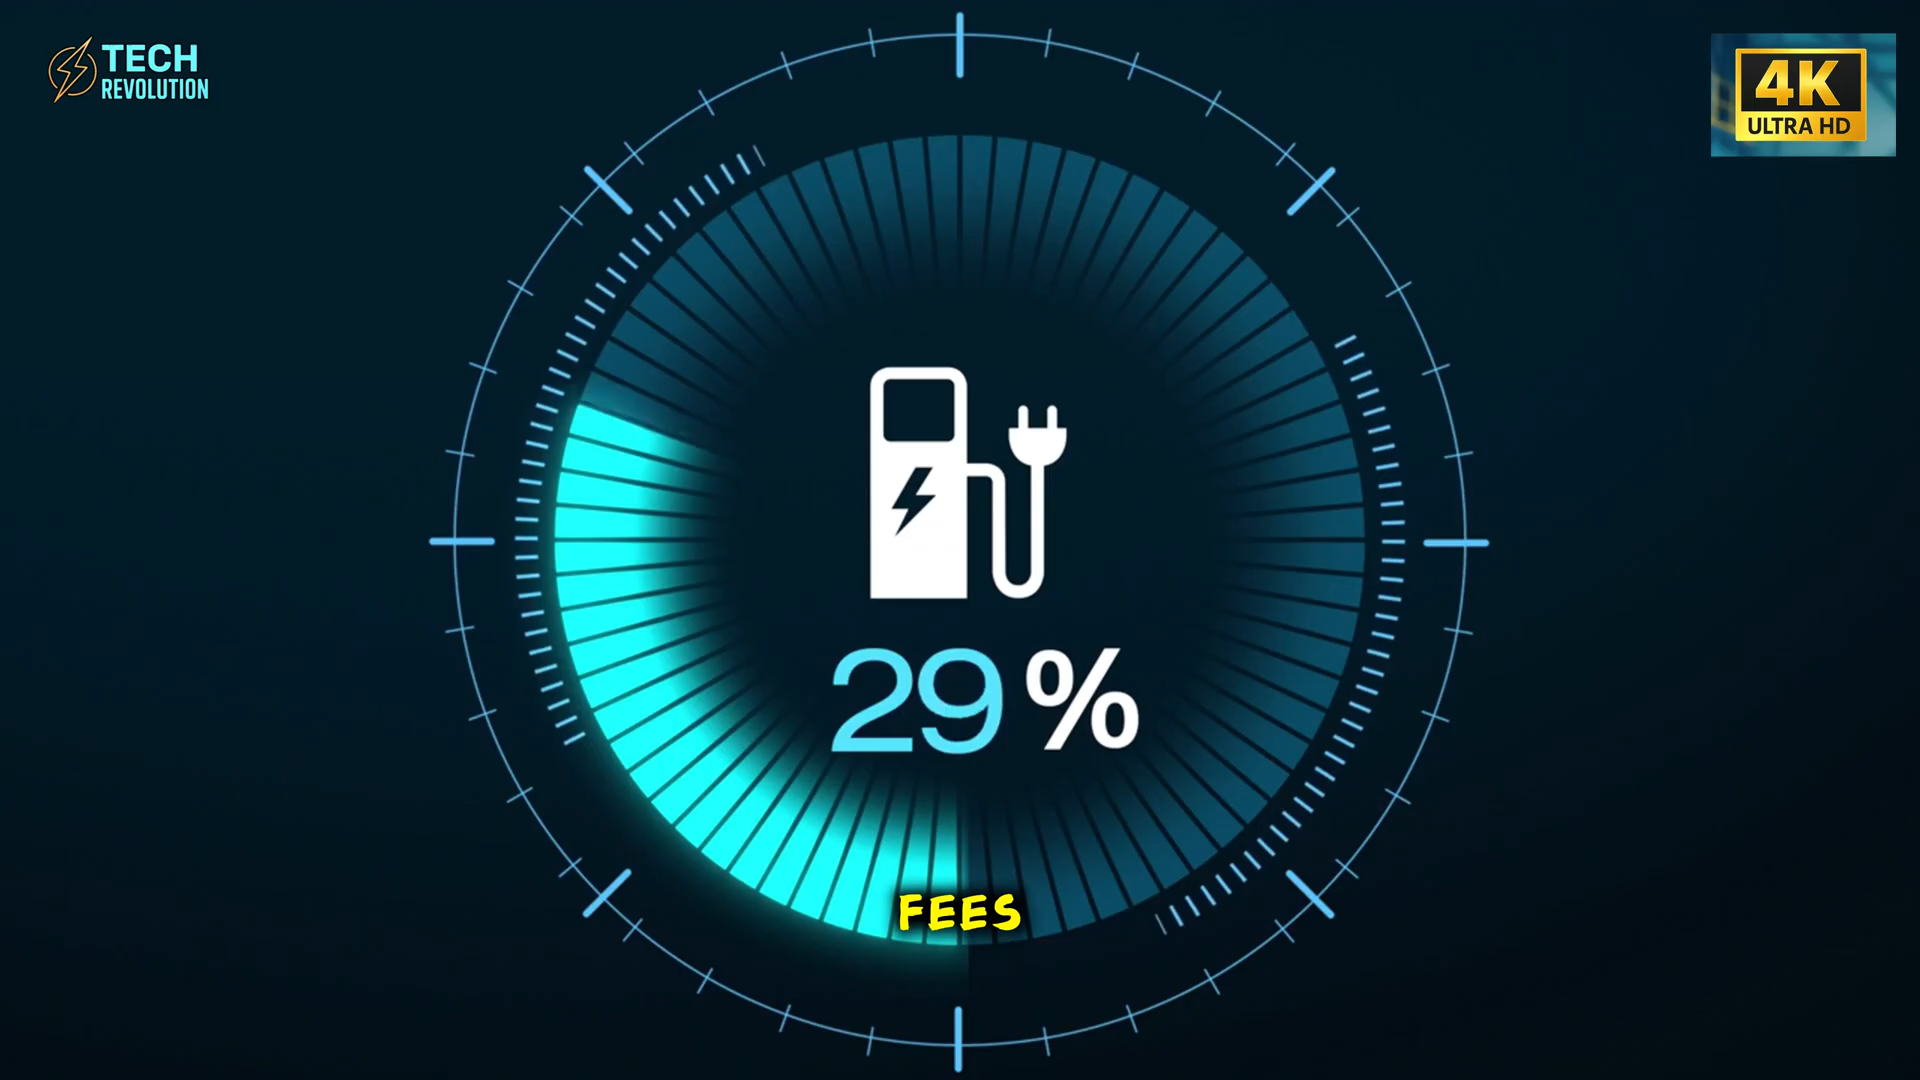 TECH
REVOLUTION
4K
ULTRA HD
29 %
FEES